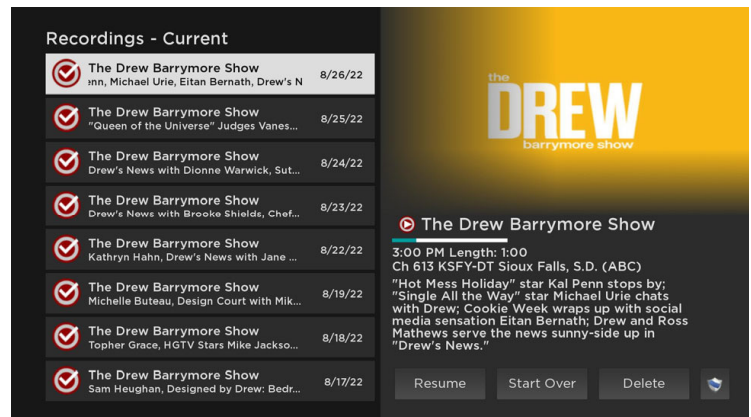 Recordings - Current
The Drew Barrymore Show
enn, Michael Urie, Eitan Bernath, Drew's N
8/26/22
The Drew Barrymore Show
"Queen of the Universe" Judges Vanes...
8/25/22
The Drew Barrymore Show
Drew's News with Dionne Warwick, Sut...
8/24/22
The Drew Barrymore Show
Drew's News with Brooke Shields, Chef...
8/23/22
The Drew Barrymore Show
Kathryn Hahn, Drew's News with Jane ...
8/22/22
The Drew Barrymore Show
Michelle Buteau, Design Court with Mik...
8/19/22
The Drew Barrymore Show
Topher Grace, HGTV Stars Mike Jackso...
8/18/22
The Drew Barrymore Show
Sam Heughan, Designed by Drew: Bedr...
8/17/22
the
DREW
barrymore show
The Drew Barrymore Show
3:00 PM Length: 1:00
Ch 613 KSFY-DT Sioux Falls, S.D. (ABC)
"Hot Mess Holiday" star Kal Penn stops by;
"Single All the Way" star Michael Urie chats
with Drew; Cookie Week wraps up with social
media sensation Eitan Bernath; Drew and Ross
Mathews serve the news sunny-side up in
"Drew's News."
Resume
Start Over
Delete